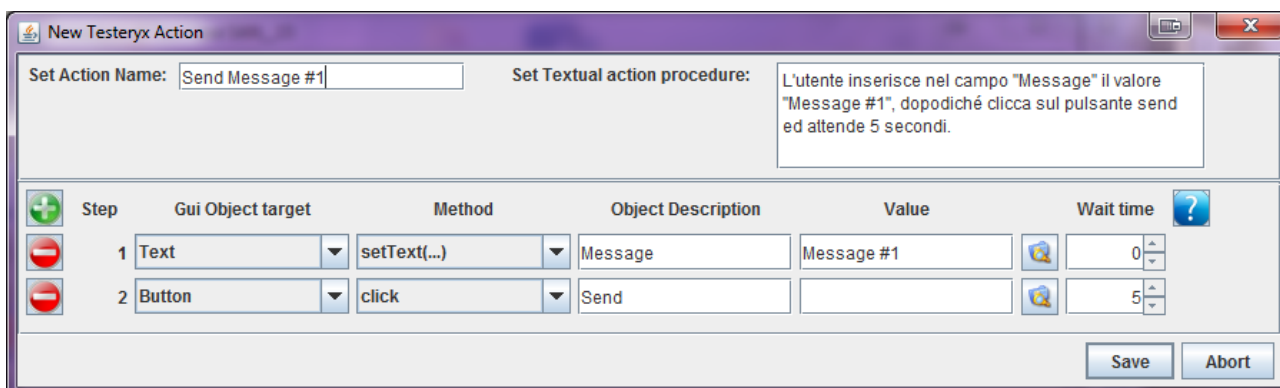 New Testeryx Action
Set Action Name: Send Message #1 Set Textual action procedure:
L'utente inserisce nel campo "Message" il valore
"Message #1", dopodiché clicca sul pulsante send
ed attende 5 secondi.
Step Gui Object target Method Object Description Value Wait time ?
1 Text setText(...) Message Message #1 0
2 Button click Send 5
Save Abort